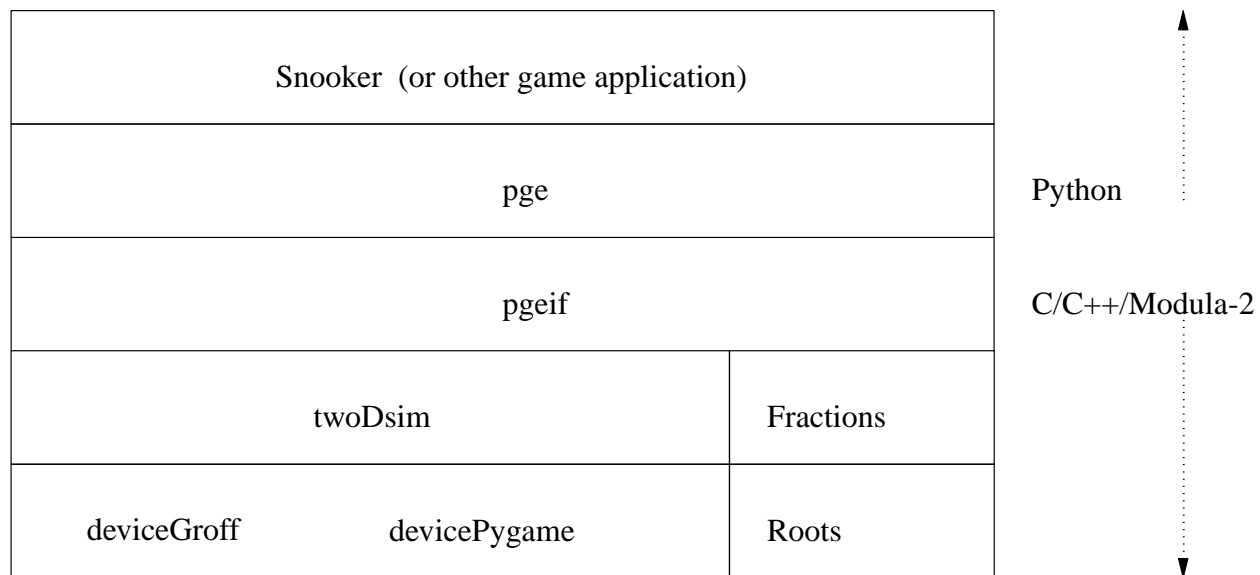 Snooker (or other game application)
pge
Python
pgeif
C/C++/Modula-2
twoDsim
Fractions
deviceGroff
devicePygame
Roots